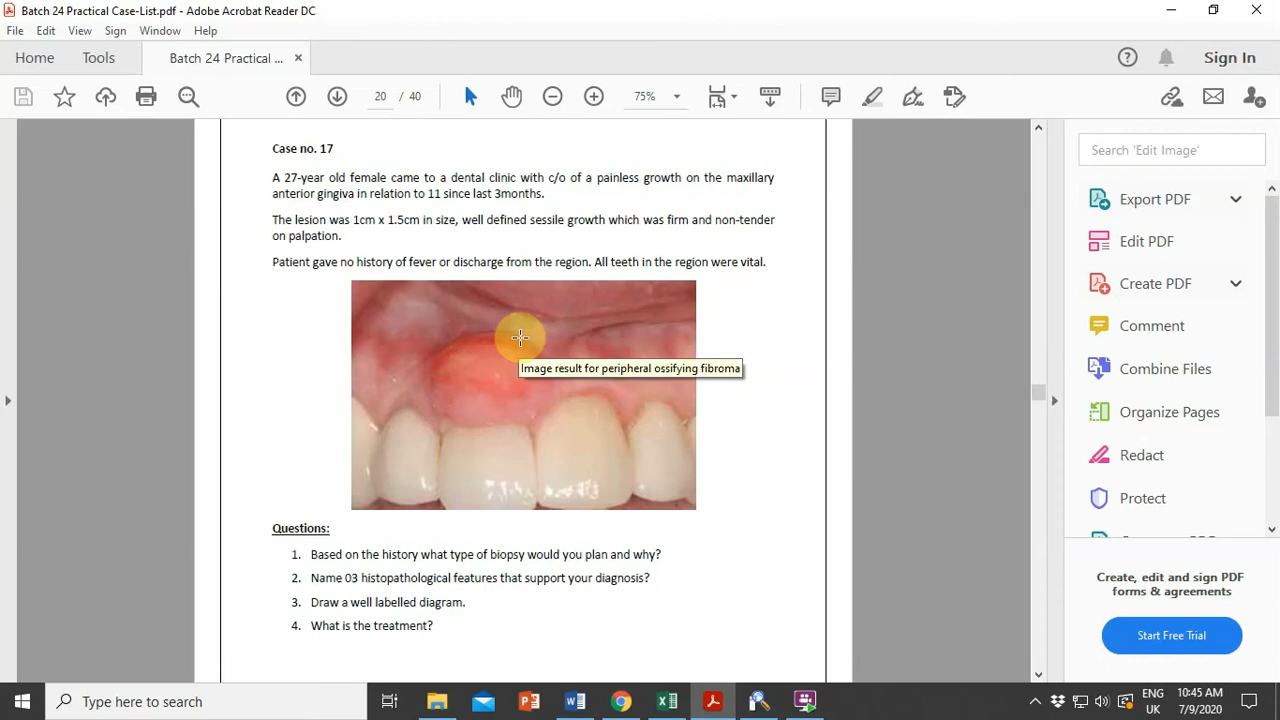 Batch 24 Practical Case-List.pdf - Adobe Acrobat Reader DC
File Edit View Sign Window Help
Home Tools Batch 24 Practical ... Sign In
20 / 40 75%
Case no. 17
A 27-year old female came to a dental clinic with c/o of a painless growth on the maxillary
anterior gingiva in relation to 11 since last 3months.
The lesion was 1cm x 1.5cm in size, well defined sessile growth which was firm and non-tender
on palpation.
Patient gave no history of fever or discharge from the region. All teeth in the region were vital.
Image result for peripheral ossifying fibroma
Questions:
1. Based on the history what type of biopsy would you plan and why?
2. Name 03 histopathological features that support your diagnosis?
3. Draw a well labelled diagram.
4. What is the treatment?
Search 'Edit Image'
Export PDF
Edit PDF
Create PDF
Comment
Combine Files
Organize Pages
Redact
Protect
Create, edit and sign PDF
forms & agreements
Start Free Trial
Type here to search
ENG
UK
10:45 AM
7/9/2020